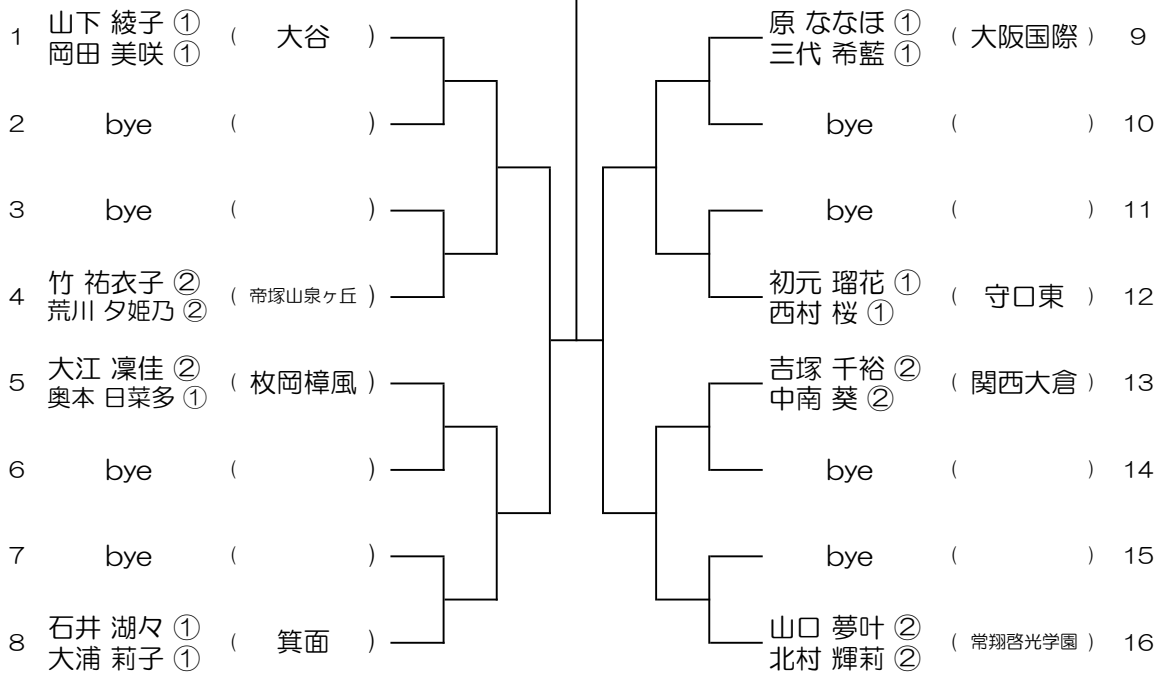 山下 綾子 ①
1 ( 大谷 )
岡田 美咲 ①
2 bye ( )
3 bye ( )
竹 祐衣子 ②
4 ( 帝塚山泉ヶ丘 )
荒川 夕姫乃 ②
大江 凜佳 ②
5 ( 枚岡樟風 )
奥本 日菜多 ①
6 bye ( )
7 bye ( )
石井 湖々 ①
8 ( 箕面 )
大浦 莉子 ①
原 ななほ ①
( 大阪国際 ) 9
三代 希藍 ①
bye ( ) 10
bye ( ) 11
初元 瑠花 ①
( 守口東 ) 12
西村 桜 ①
吉塚 千裕 ②
( 関西大倉 ) 13
中南 葵 ②
bye ( ) 14
bye ( ) 15
山口 夢叶 ②
( 常翔啓光学園 ) 16
北村 輝莉 ②